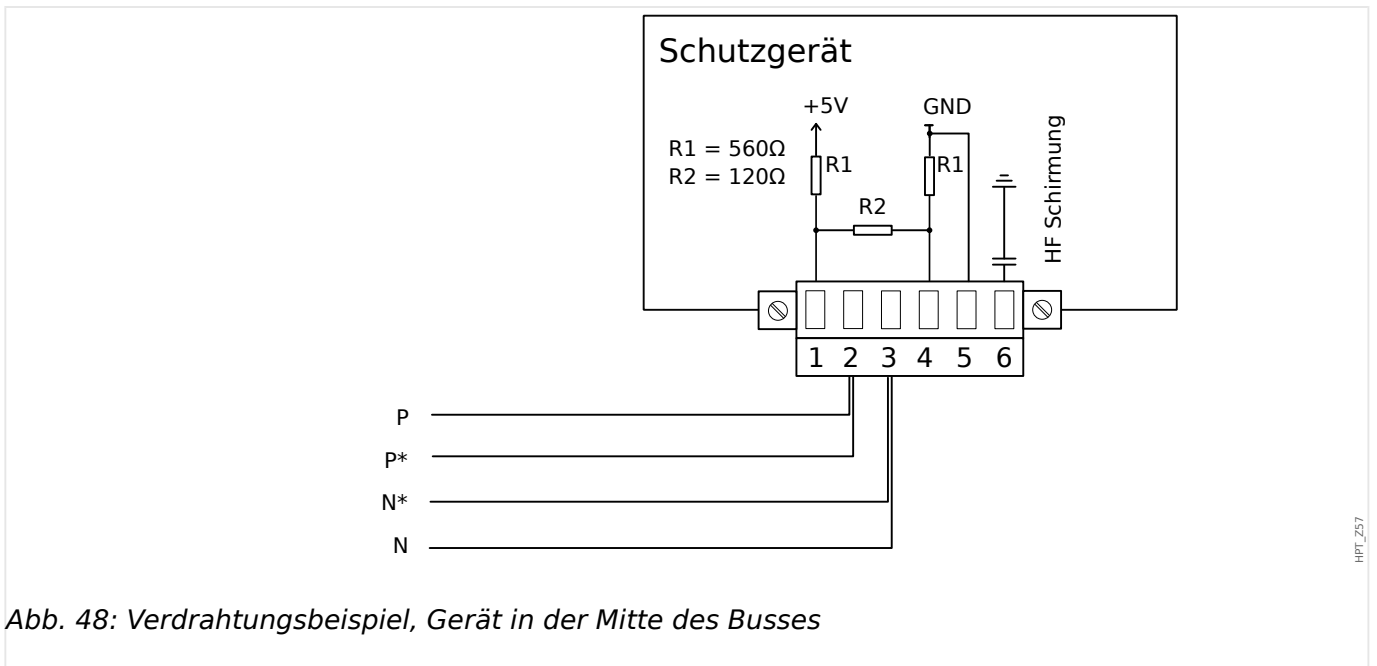 Schutzgerät
+5V
GND
R1 = 560Ω
R2 = 120Ω
R1
R1
R2
HF Schirmung
1 2 3 4 5 6
P
P*
N*
N
HPT_Z57
Abb. 48: Verdrahtungsbeispiel, Gerät in der Mitte des Busses